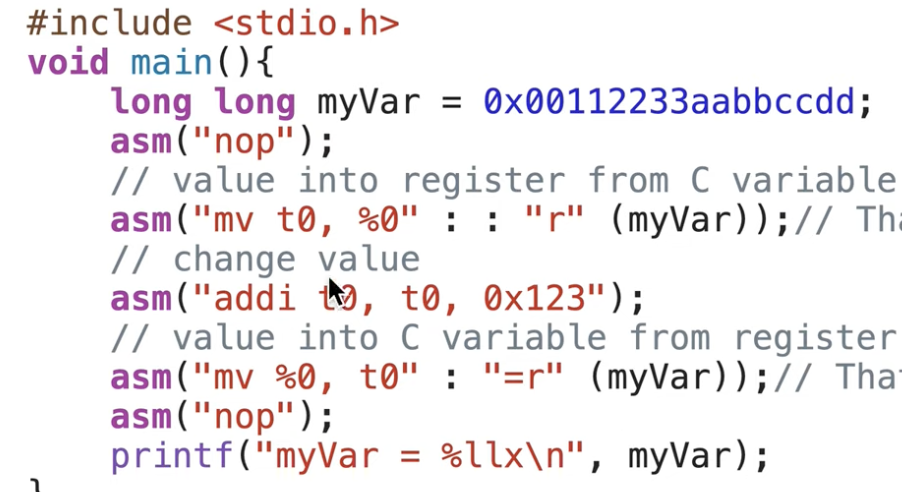 #include <stdio.h>
void main(){
long long myVar = 0x00112233aabbccdd;
asm("nop");
// value into register from C variable
asm("mv t0, %0" : : "r" (myVar));//
// change value
asm("addi t0, t0, 0x123");
// value into C variable from register
asm("mv %0, t0" : "=r" (myVar));//
asm("nop");
printf("myVar = %llx\n", myVar);
}